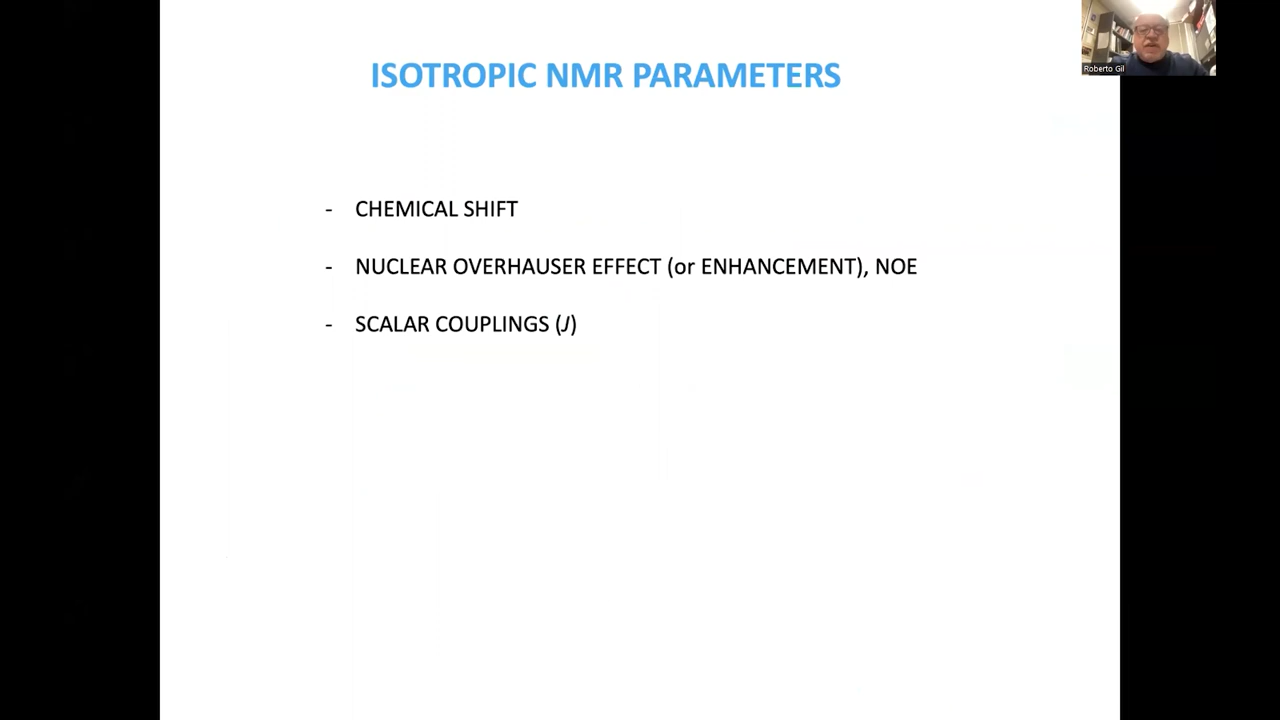 ISOTROPIC NMR PARAMETERS
Roberto Gil
- CHEMICAL SHIFT
- NUCLEAR OVERHAUSER EFFECT (or ENHANCEMENT), NOE
- SCALAR COUPLINGS (J)